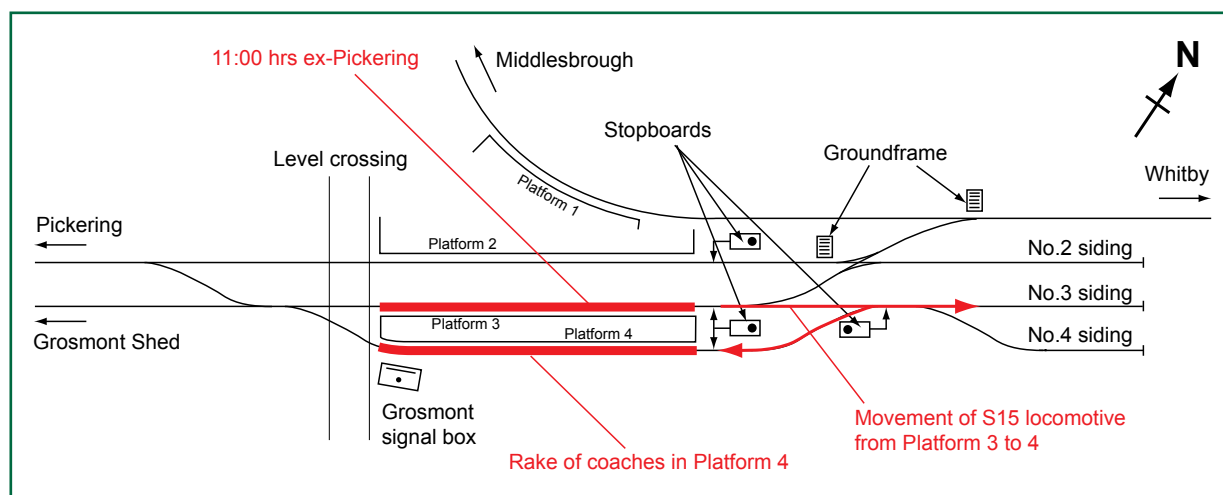 11:00 hrs ex-Pickering
Middlesbrough
N
Stopboards
Level crossing
Groundframe
Platform 1
Whitby
Pickering
Platform 2
No.2 siding
No.3 siding
Platform 3
Platform 4
Grosmont Shed
No.4 siding
Grosmont
signal box
Movement of S15 locomotive
from Platform 3 to 4
Rake of coaches in Platform 4